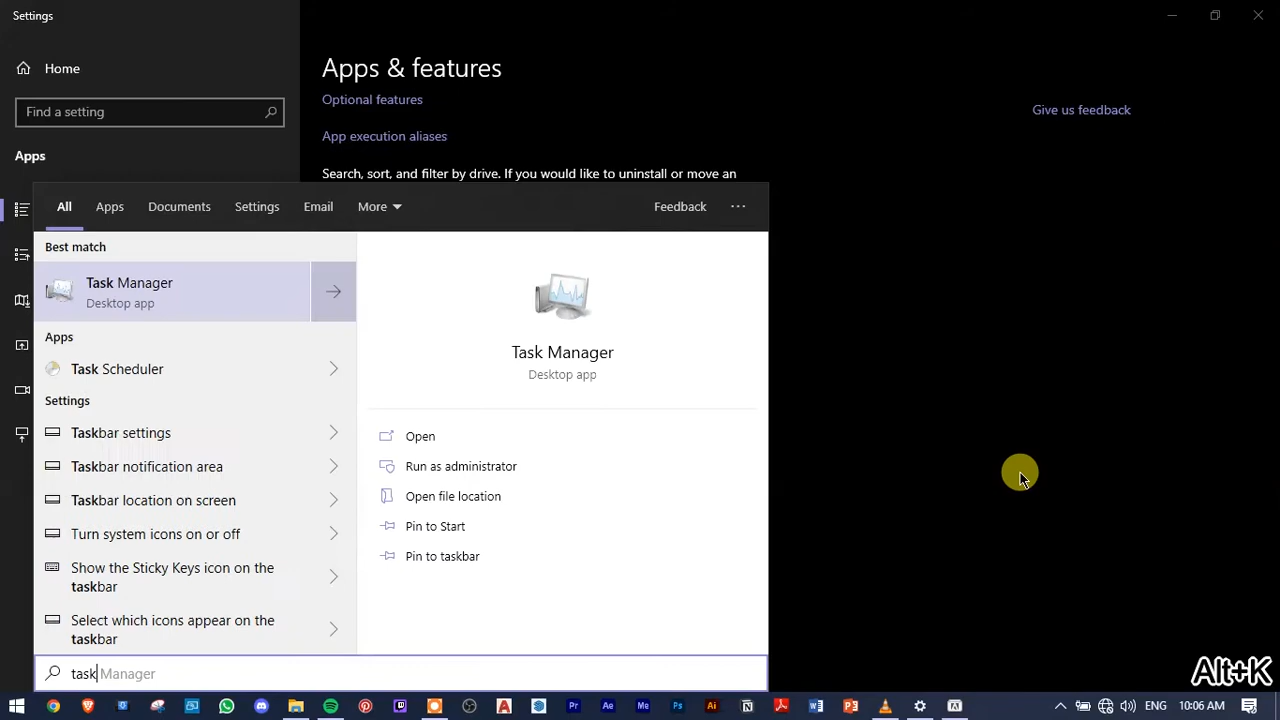 Settings
Home
Find a setting
Apps
Apps & features
Optional features
App execution aliases
Search, sort, and filter by drive. If you would like to uninstall or move an
Give us feedback
All Apps Documents Settings Email More Feedback ...
Best match
Task Manager
Desktop app
Apps
Task Scheduler
Settings
Taskbar settings
Taskbar notification area
Taskbar location on screen
Turn system icons on or off
Show the Sticky Keys icon on the
taskbar
Select which icons appear on the
taskbar
Task Manager
Desktop app
Open
Run as administrator
Open file location
Pin to Start
Pin to taskbar
task Manager
Alt+K
Pr Ae Me Ps Ai
10:06 AM